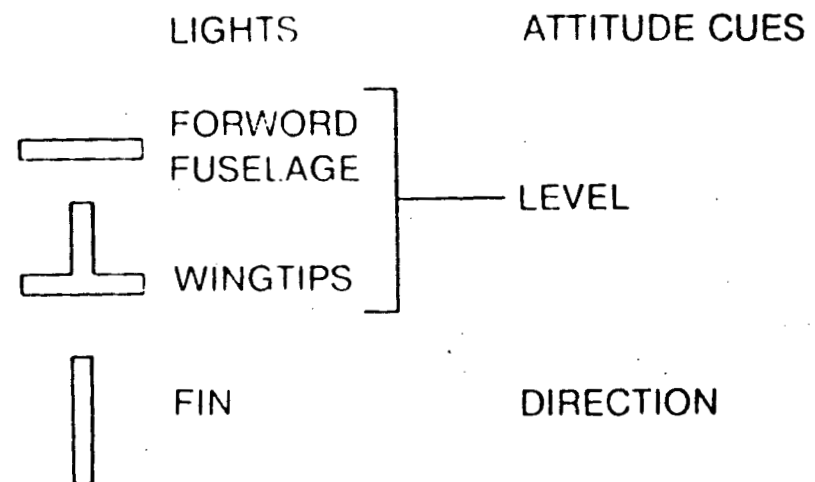 LIGHTS ATTITUDE CUES
FORWORD
FUSELAGE
LEVEL
WINGTIPS
FIN DIRECTION